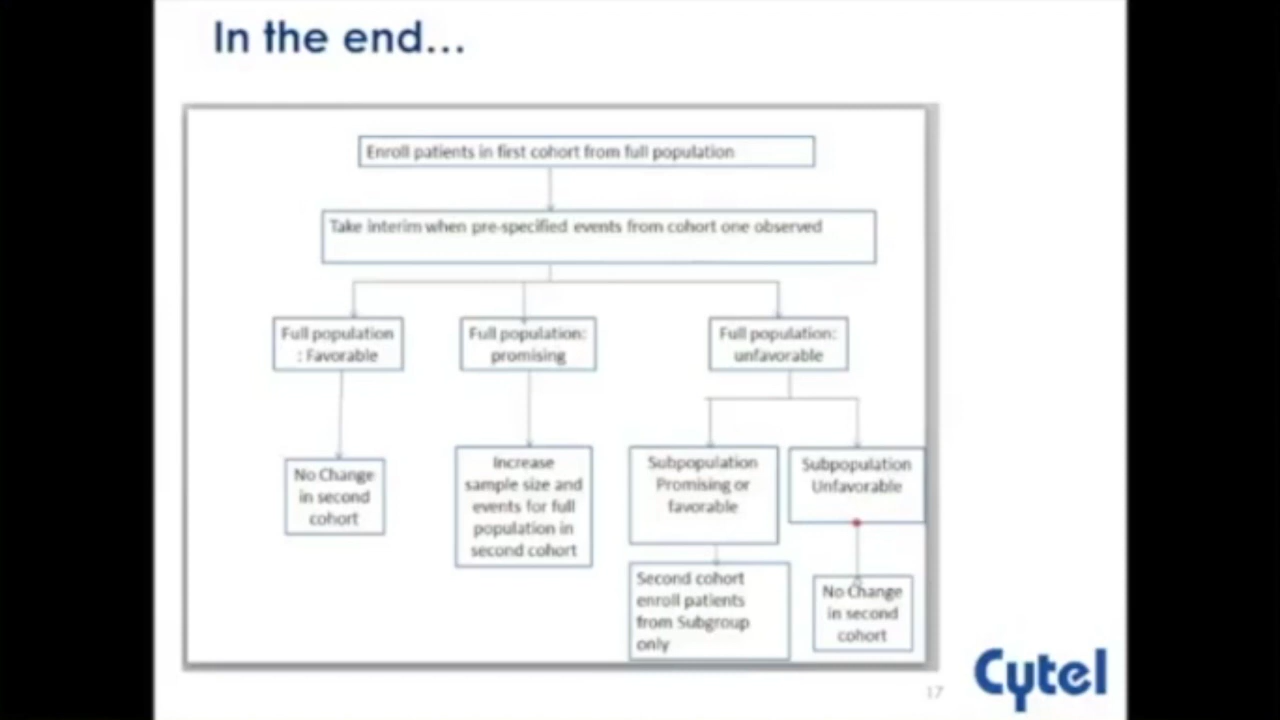 In the end...
Enroll patients in first cohort from full population
Take interim when pre-specified events from cohort one observed
Full population
: Favorable
Full population:
promising
Full population:
unfavorable
No Change
in second
cohort
Increase
sample size and
events for full
population in
second cohort
Subpopulation
Promising or
favorable
Subpopulation
Unfavorable
Second cohort
enroll patients
from Subgroup
only
No Change
in second
cohort
17
Cytel